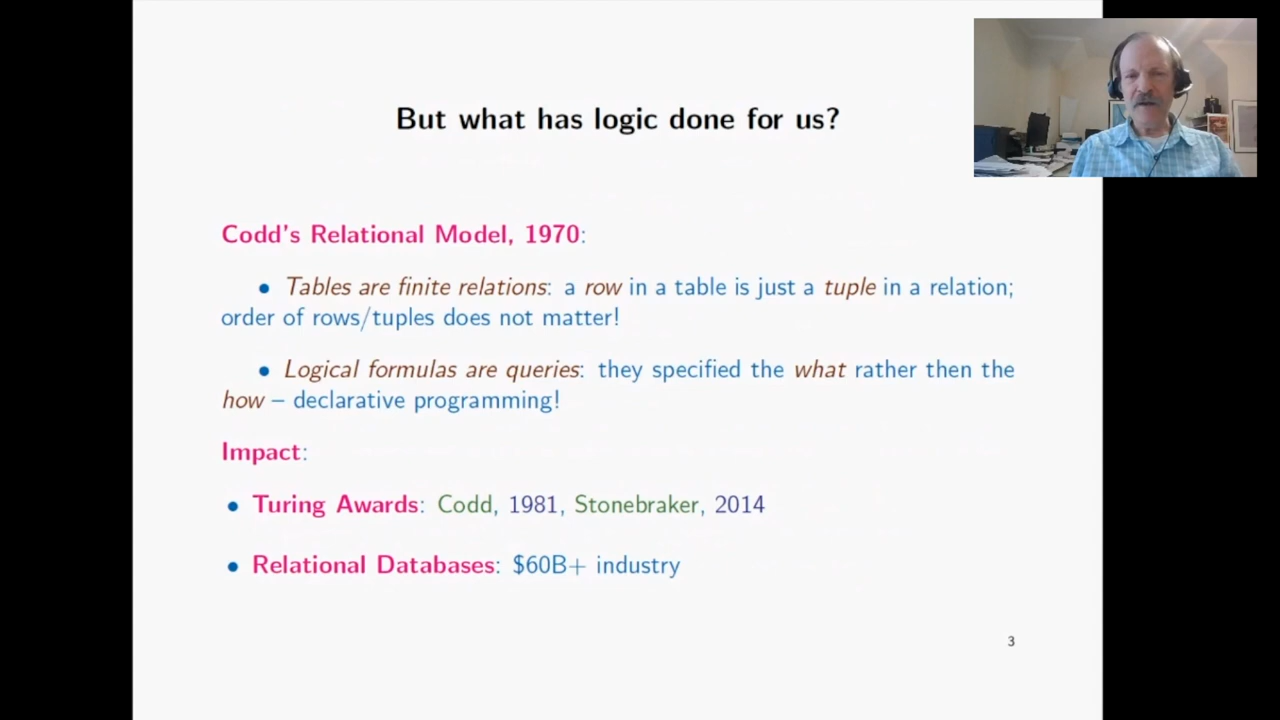 But what has logic done for us?
Codd's Relational Model, 1970:
• Tables are finite relations: a row in a table is just a tuple in a relation;
order of rows/tuples does not matter!
• Logical formulas are queries: they specified the what rather then the
how – declarative programming!
Impact:
• Turing Awards: Codd, 1981, Stonebraker, 2014
• Relational Databases: $60B+ industry
3